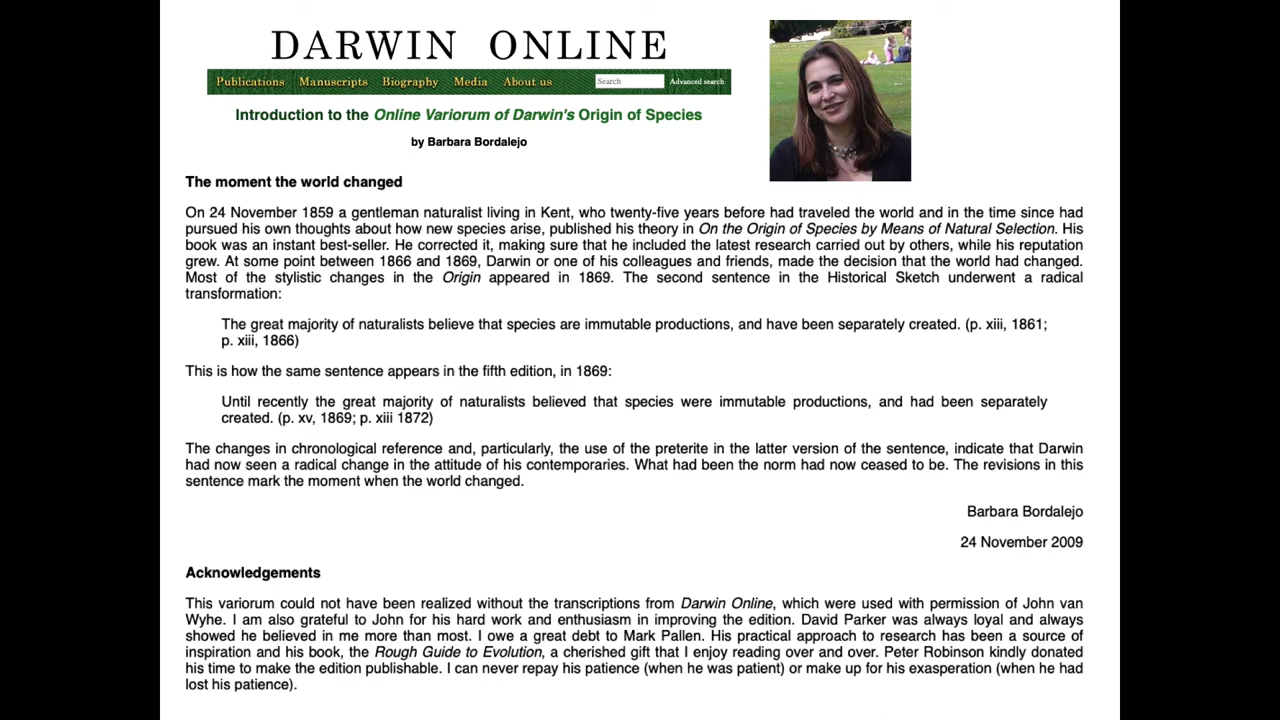 DARWIN ONLINE
Publications Manuscripts Biography Media About us Search Advanced search
Introduction to the Online Variorum of Darwin's Origin of Species
by Barbara Bordalejo
The moment the world changed
On 24 November 1859 a gentleman naturalist living in Kent, who twenty-five years before had traveled the world and in the time since had
pursued his own thoughts about how new species arise, published his theory in On the Origin of Species by Means of Natural Selection. His
book was an instant best-seller. He corrected it, making sure that he included the latest research carried out by others, while his reputation
grew. At some point between 1866 and 1869, Darwin or one of his colleagues and friends, made the decision that the world had changed.
Most of the stylistic changes in the Origin appeared in 1869. The second sentence in the Historical Sketch underwent a radical
transformation:
The great majority of naturalists believe that species are immutable productions, and have been separately created. (p. xiii, 1861;
p. xiii, 1866)
This is how the same sentence appears in the fifth edition, in 1869:
Until recently the great majority of naturalists believed that species were immutable productions, and had been separately
created. (p. xv, 1869; p. xiii 1872)
The changes in chronological reference and, particularly, the use of the preterite in the latter version of the sentence, indicate that Darwin
had now seen a radical change in the attitude of his contemporaries. What had been the norm had now ceased to be. The revisions in this
sentence mark the moment when the world changed.
Barbara Bordalejo
24 November 2009
Acknowledgements
This variorum could not have been realized without the transcriptions from Darwin Online, which were used with permission of John van
Wyhe. I am also grateful to John for his hard work and enthusiasm in improving the edition. David Parker was always loyal and always
showed he believed in me more than most. I owe a great debt to Mark Pallen. His practical approach to research has been a source of
inspiration and his book, the Rough Guide to Evolution, a cherished gift that I enjoy reading over and over. Peter Robinson kindly donated
his time to make the edition publishable. I can never repay his patience (when he was patient) or make up for his exasperation (when he had
lost his patience).